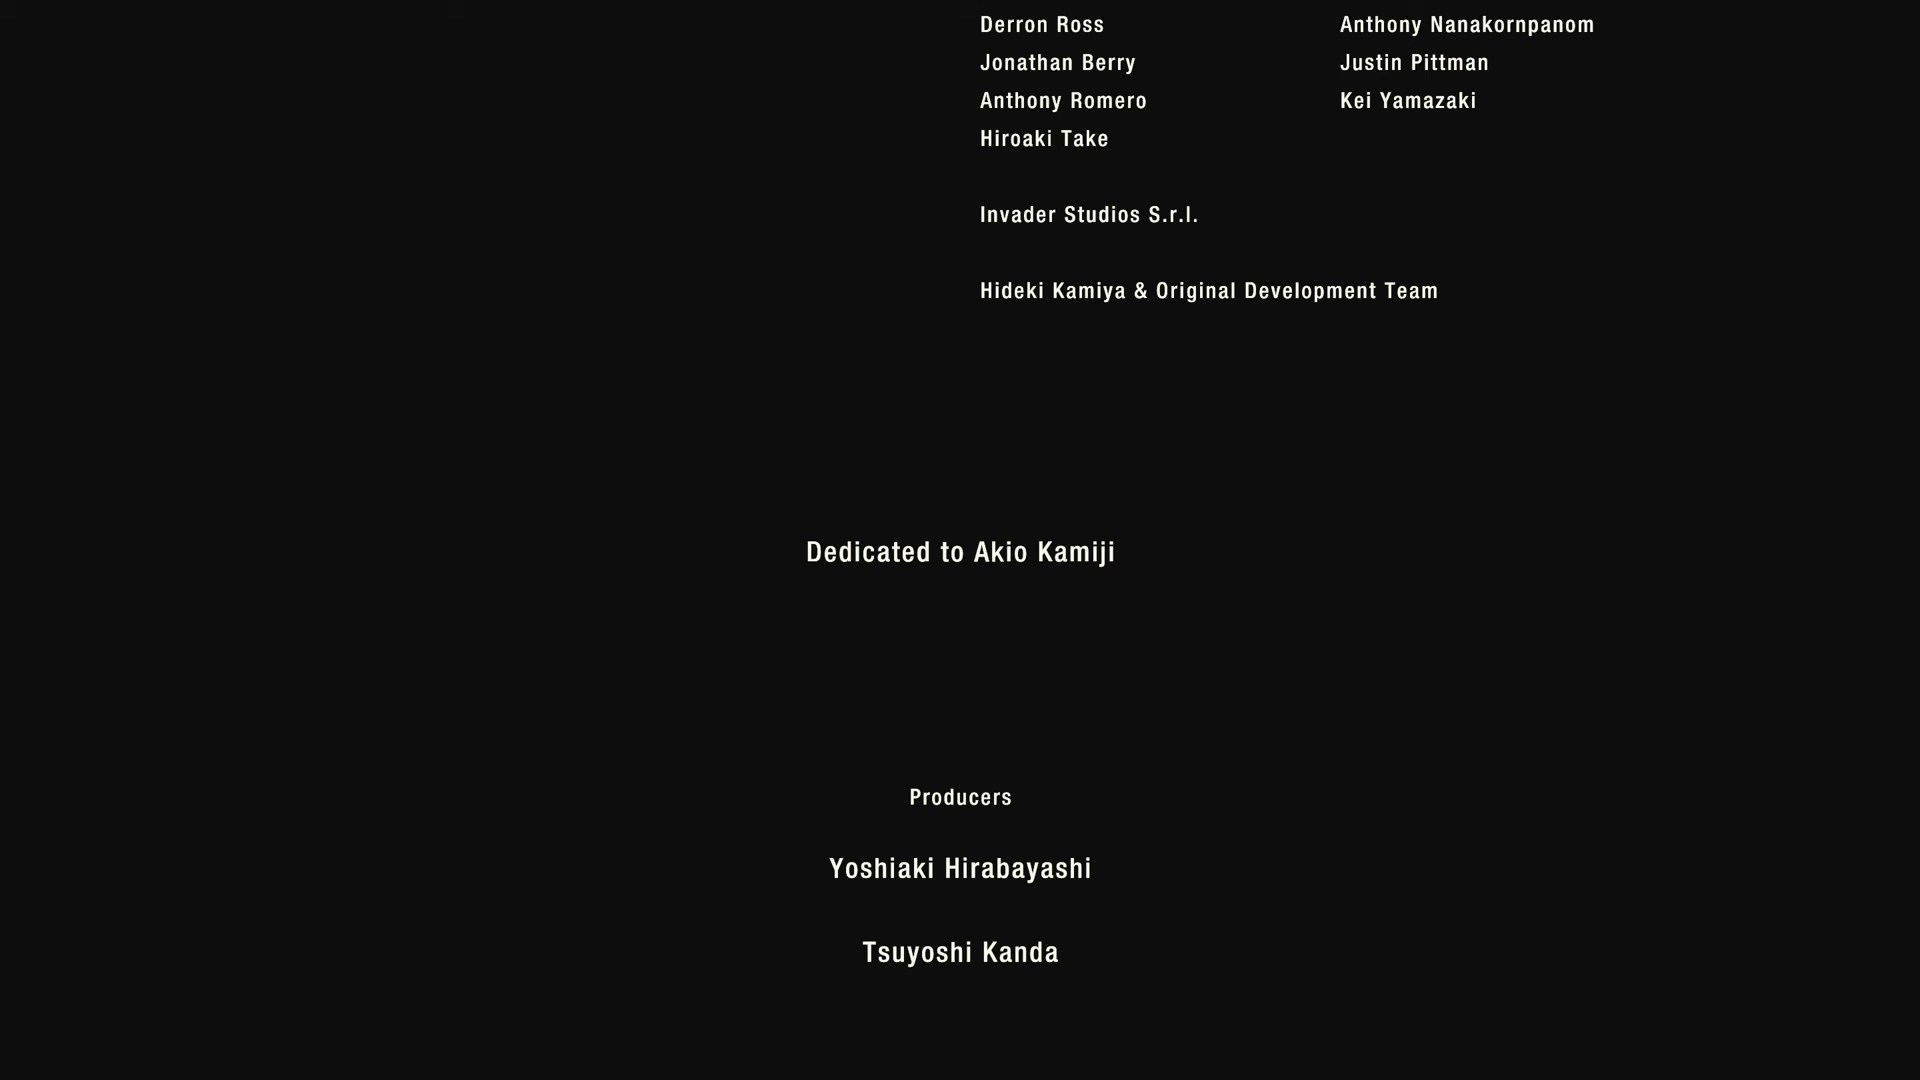 Derron Ross Anthony Nanakornpanom
Jonathan Berry Justin Pittman
Anthony Romero Kei Yamazaki
Hiroaki Take
Invader Studios S.r.l.
Hideki Kamiya & Original Development Team
Dedicated to Akio Kamiji
Producers
Yoshiaki Hirabayashi
Tsuyoshi Kanda